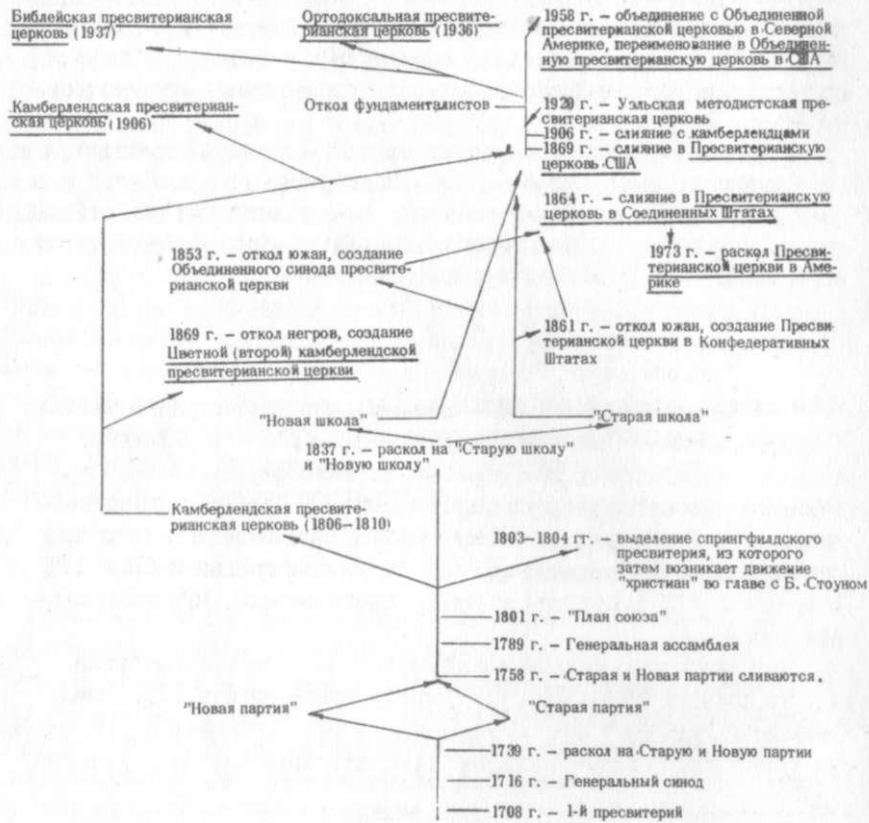 Библейская пресвитерианская
церковь (1937)
Ортодоксальная пресвите-
рианская церковь (1936)
1958 г. – объединение с Объединенной
пресвитерианской церковью в Северной
Америке, переименование в Объединен-
ную пресвитерианскую церковь в США
Камберлендская пресвитериан-
ская церковь (1906)
Откол фундаменталистов
1920 г. – Уэльская методистская пре-
свитерианская церковь
1906 г. – слияние с камберлендцами
1869 г. – слияние в Пресвитерианскую
церковь США
1864 г. – слияние в Пресвитерианскую
церковь в Соединенных Штатах
1853 г. – откол южан, создание
Объединенного синода пресвите-
рианской церкви
1973 г. – раскол Пресви-
терианской церкви в Аме-
рике
1869 г. – откол негров, создание
Цветной (второй) камберлендской
пресвитерианской церкви
1861 г. – откол южан, создание Пресви-
терианской церкви в Конфедеративных
Штатах
"Новая школа"
"Старая школа"
1837 г. – раскол на "Старую школу"
и "Новую школу"
Камберлендская пресвите-
рианская церковь (1806–1810)
1803–1804 гг. – выделение спрингфилдского
пресвитерия, из которого
затем возникает движение
"христиан" во главе с Б. Стоуном
1801 г. – "План союза"
1789 г. – Генеральная ассамблея
1758 г. – Старая и Новая партии сливаются.
"Новая партия"
"Старая партия"
1739 г. – раскол на Старую и Новую партии
1716 г. – Генеральный синод
1708 г. – 1-й пресвитерий